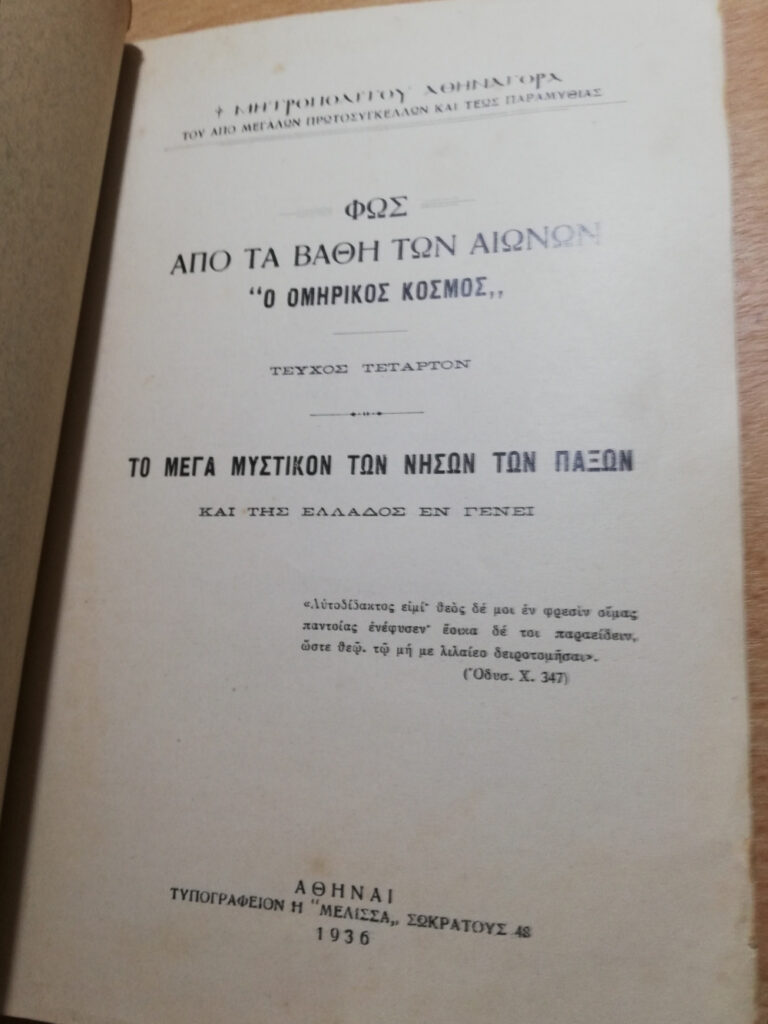 † ΜΗΤΡΟΠΟΛΙΤΟΥ ΑΘΗΝΑΓΟΡΑ
ΤΟΥ ΑΠΟ ΜΕΓΑΛΩΝ ΠΡΩΤΟΣΥΓΚΕΛΛΩΝ ΚΑΙ ΤΕΩΣ ΠΑΡΑΜΥΘΙΑΣ
ΦΩΣ
ΑΠΟ ΤΑ ΒΑΘΗ ΤΩΝ ΑΙΩΝΩΝ
“Ο ΟΜΗΡΙΚΟΣ ΚΟΣΜΟΣ„
ΤΕΥΧΟΣ ΤΕΤΑΡΤΟΝ
ΤΟ ΜΕΓΑ ΜΥΣΤΙΚΟΝ ΤΩΝ ΝΗΣΩΝ ΤΩΝ ΠΑΞΩΝ
ΚΑΙ ΤΗΣ ΕΛΛΑΔΟΣ ΕΝ ΓΕΝΕΙ
«Αὐτοδίδακτος εἰμί· θεὸς δέ μοι ἐν φρεσὶν οἴμας
παντοίας ἐνέφυσεν· ἔοικα δέ τοι παραείδειν,
ὥστε θεῷ. τῷ μή με λιλαίεο δειροτομῆσαι».
(Ὀδυσ. Χ. 347)
ΑΘΗΝΑΙ
ΤΥΠΟΓΡΑΦΕΙΟΝ Η “ΜΕΛΙΣΣΑ„ ΣΩΚΡΑΤΟΥΣ 48
1936